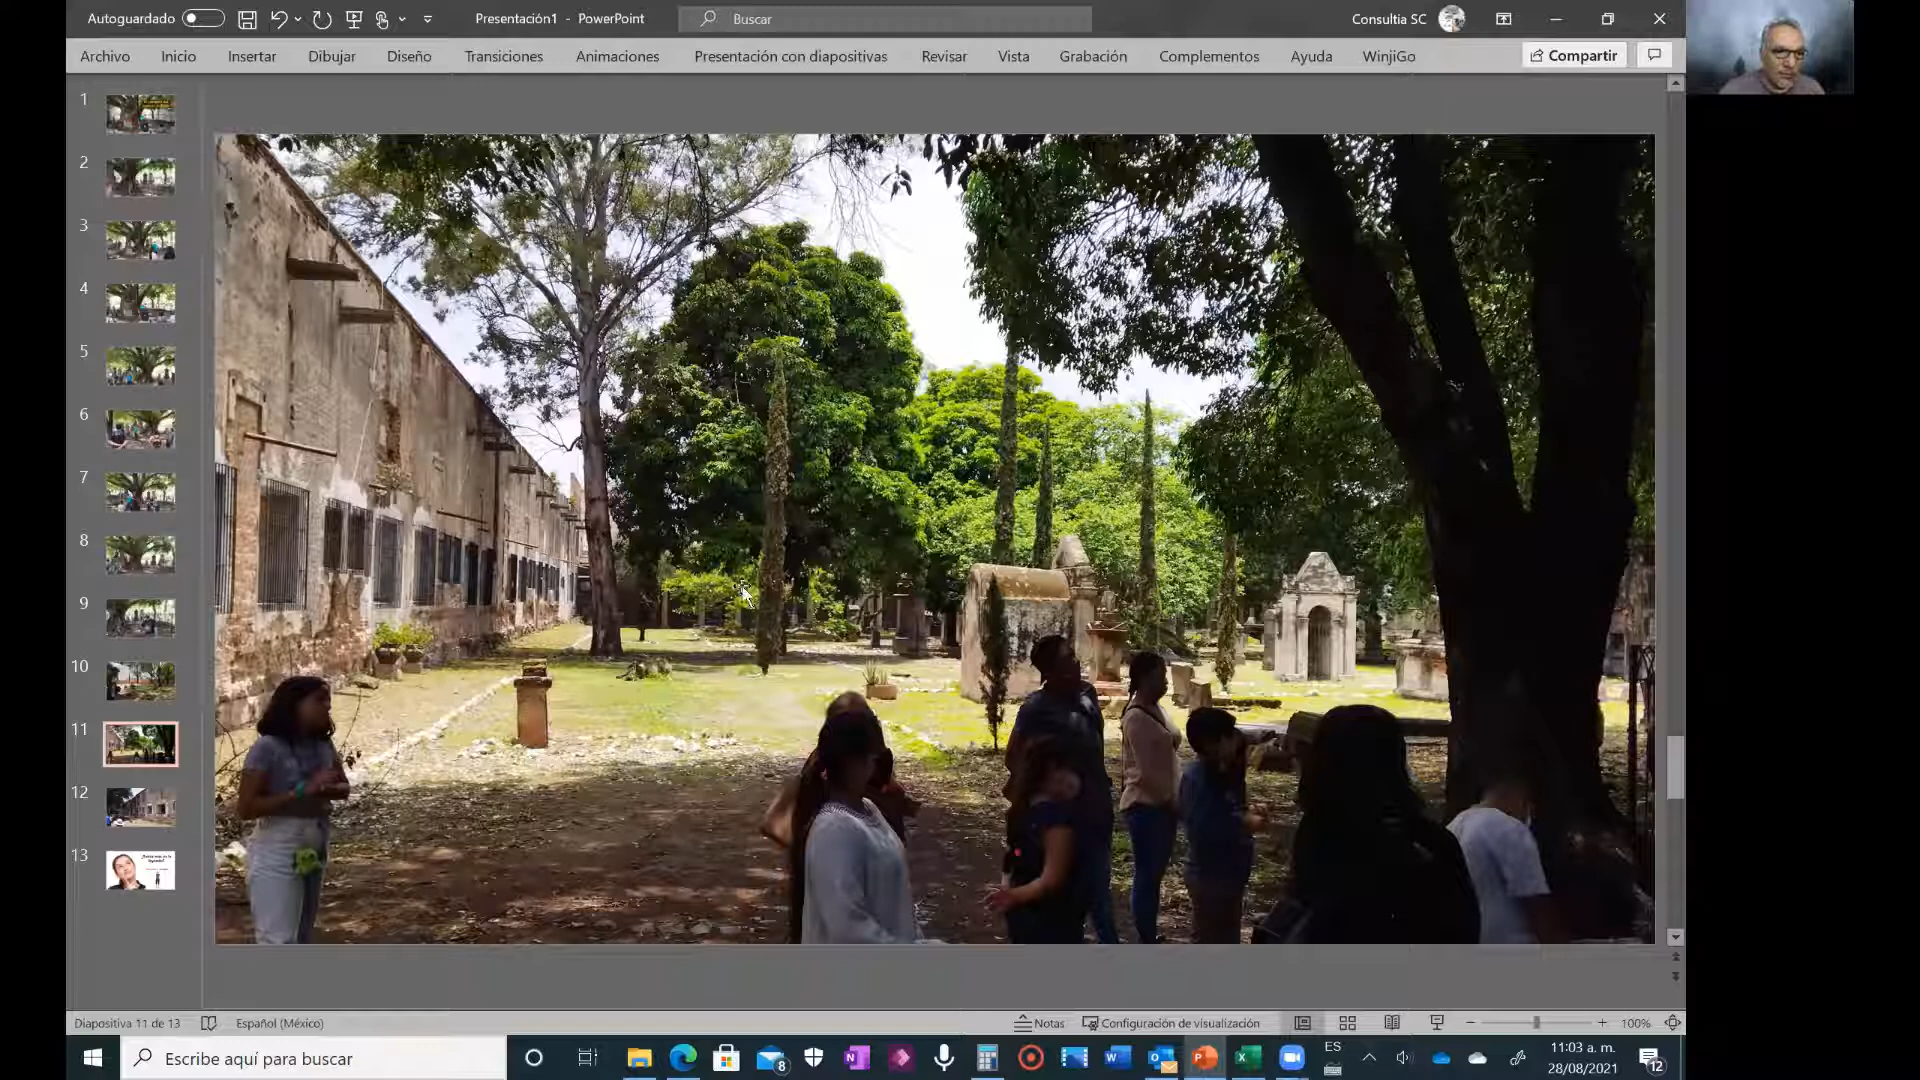 Autoguardado
Presentación1 - PowerPoint
Buscar
Consultia SC
Archivo
Inicio
Insertar
Dibujar
Diseño
Transiciones
Animaciones
Presentación con diapositivas
Revisar
Vista
Grabación
Complementos
Ayuda
WinjiGo
Compartir
1
2
3
4
5
6
7
8
9
10
11
12
13
Diapositiva 11 de 13
Español (México)
Notas
Configuración de visualización
100%
Escribe aquí para buscar
8
ES
11:03 a. m.
28/08/2021
12